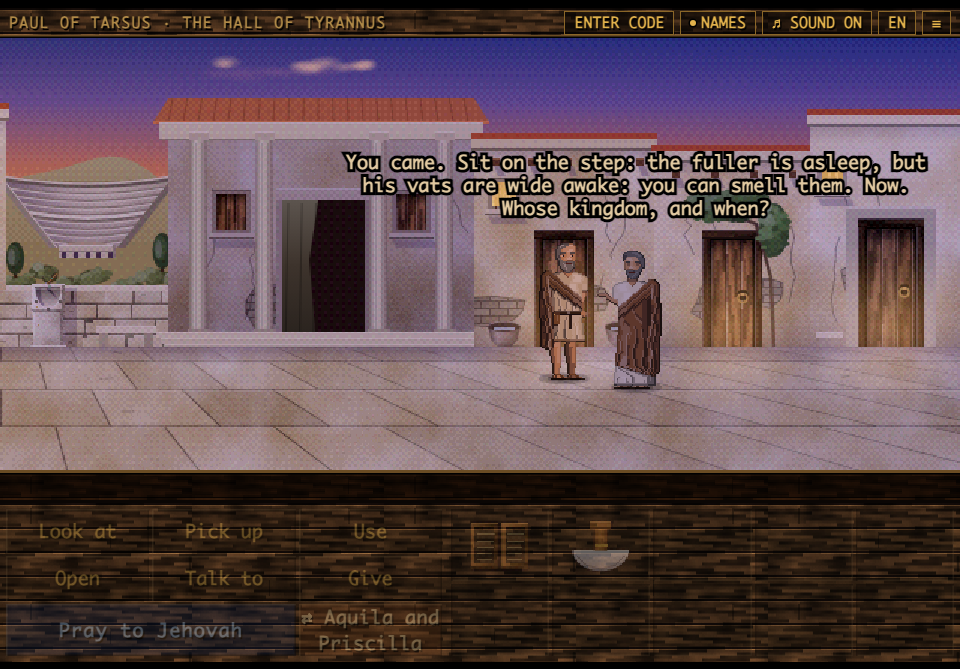 PAUL OF TARSUS · THE HALL OF TYRANNUS
ENTER CODE
● NAMES
♬ SOUND ON
EN
≡
You came. Sit on the step: the fuller is asleep, but
his vats are wide awake: you can smell them. Now.
Whose kingdom, and when?
Look at
Pick up
Use
Open
Talk to
Give
Pray to Jehovah
⇄ Aquila and
Priscilla